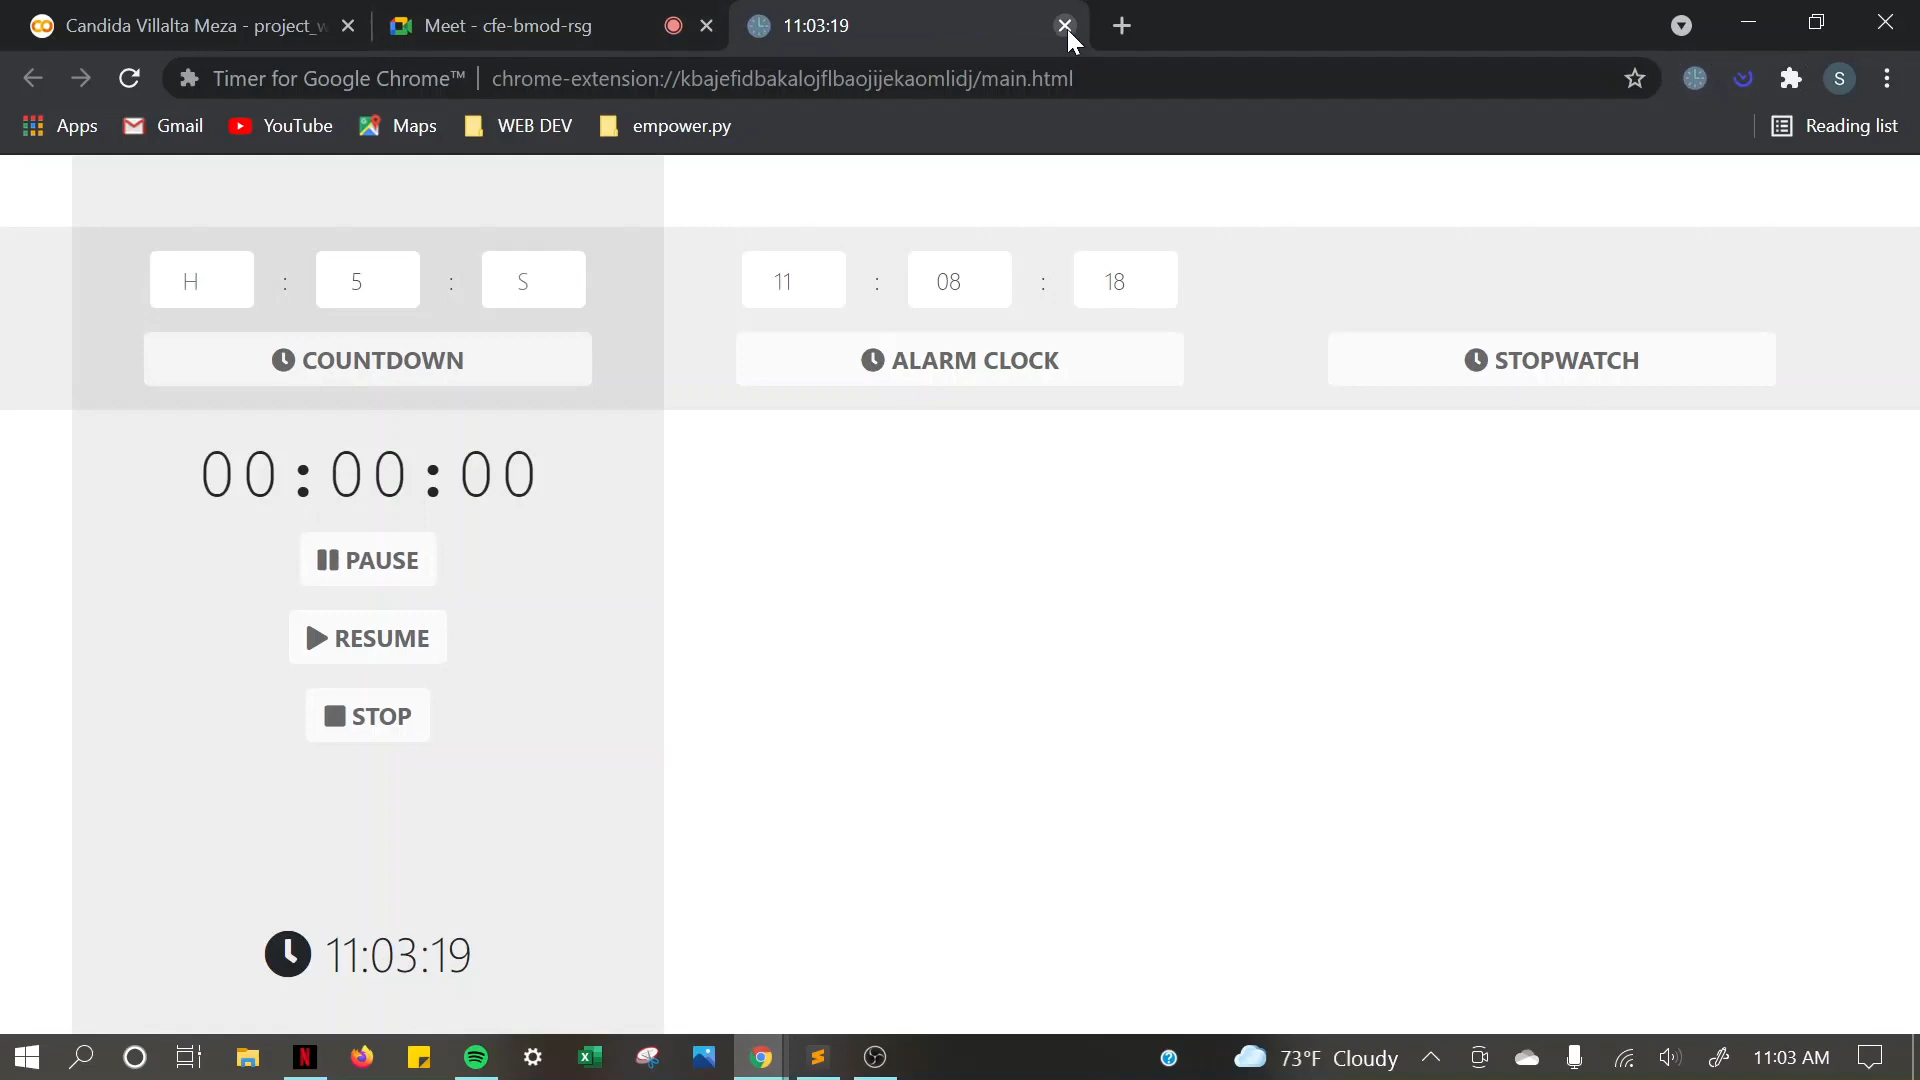 Candida Villalta Meza - project_w
Meet - cfe-bmod-rsg
11:03:19
Timer for Google Chrome™ | chrome-extension://kbajefidbakalojflbaojijekaomlidj/main.html
S
Apps
Gmail
YouTube
Maps
WEB DEV
empower.py
Reading list
H : 5 : S
11 : 08 : 18
COUNTDOWN
ALARM CLOCK
STOPWATCH
00:00:00
PAUSE
RESUME
STOP
11:03:19
73°F Cloudy
11:03 AM